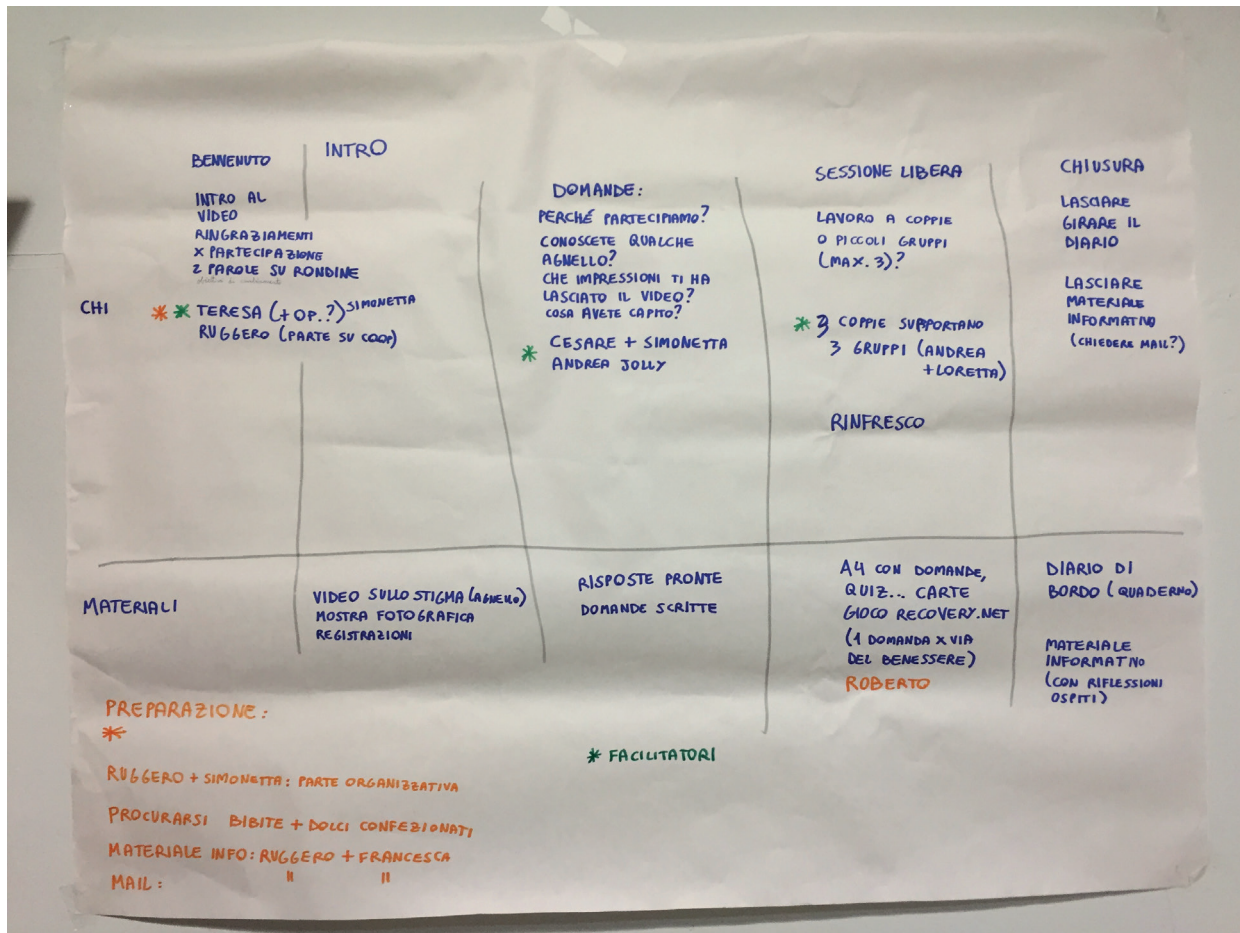 BENVENUTO
INTRO AL
VIDEO
RINGRAZIAMENTI
X PARTECIPAZIONE
2 PAROLE SU RONDINE
INTRO
DOMANDE:
PERCHÉ PARTECIPIAMO?
CONOSCETE QUALCHE
AGNELLO?
CHE IMPRESSIONI TI HA
LASCIATO IL VIDEO?
COSA AVETE CAPITO?
SESSIONE LIBERA
LAVORO A COPPIE
O PICCOLI GRUPPI
(MAX. 3)?
CHIUSURA
LASCIARE
GIRARE IL
DIARIO
LASCIARE
MATERIALE
INFORMATIVO
(CHIEDERE MAIL?)
CHI
* * TERESA (+ OP.?) SIMONETTA
RUGGERO (PARTE SU COOP)
* CESARE + SIMONETTA
ANDREA JOLLY
* 3 COPPIE SUPPORTANO
3 GRUPPI (ANDREA
+ LORETTA)
RINFRESCO
MATERIALI
VIDEO SULLO STIGMA (AGNELLO)
MOSTRA FOTOGRAFICA
REGISTRAZIONI
RISPOSTE PRONTE
DOMANDE SCRITTE
A4 CON DOMANDE,
QUIZ... CARTE
GIOCO RECOVERY.NET
(1 DOMANDA X VIA
DEL BENESSERE)
ROBERTO
DIARIO DI
BORDO (QUADERNO)
MATERIALE
INFORMATIVO
(CON RIFLESSIONI
OSPITI)
PREPARAZIONE:
*
RUGGERO + SIMONETTA: PARTE ORGANIZZATIVA
PROCURARSI BIBITE + DOLCI CONFEZIONATI
MATERIALE INFO: RUGGERO + FRANCESCA
MAIL: " "
* FACILITATORI